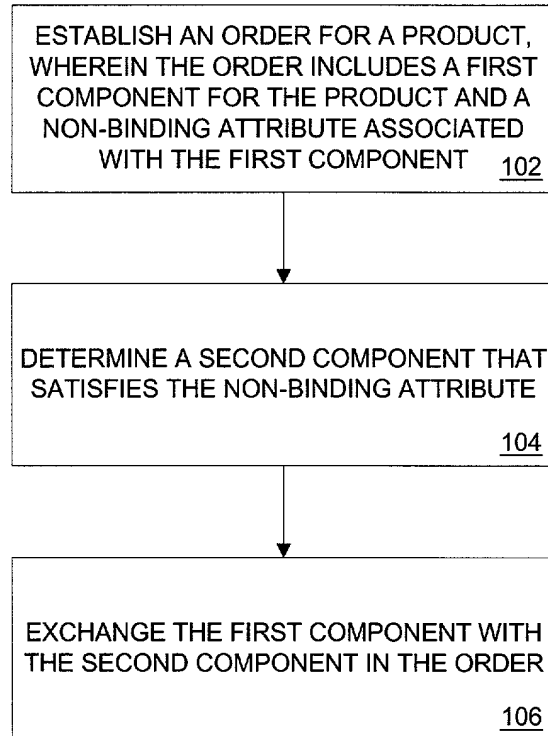 ESTABLISH AN ORDER FOR A PRODUCT,
WHEREIN THE ORDER INCLUDES A FIRST
COMPONENT FOR THE PRODUCT AND A
NON-BINDING ATTRIBUTE ASSOCIATED
WITH THE FIRST COMPONENT
102
DETERMINE A SECOND COMPONENT THAT
SATISFIES THE NON-BINDING ATTRIBUTE
104
EXCHANGE THE FIRST COMPONENT WITH
THE SECOND COMPONENT IN THE ORDER
106